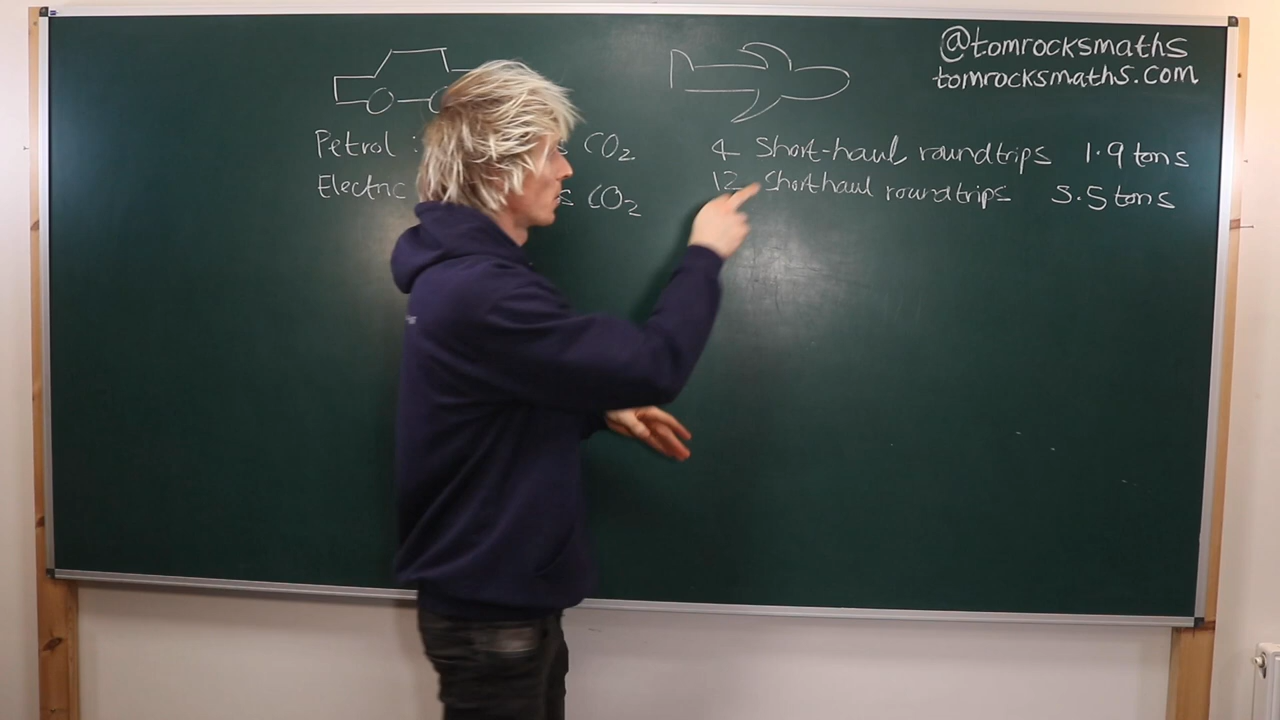 @tomrocksmaths
tomrocksmaths.com
Petrol :
CO2
Electric
CO2
4 Short-haul roundtrips 1.9 tons
12 Shorthaul roundtrips 5.5 tons